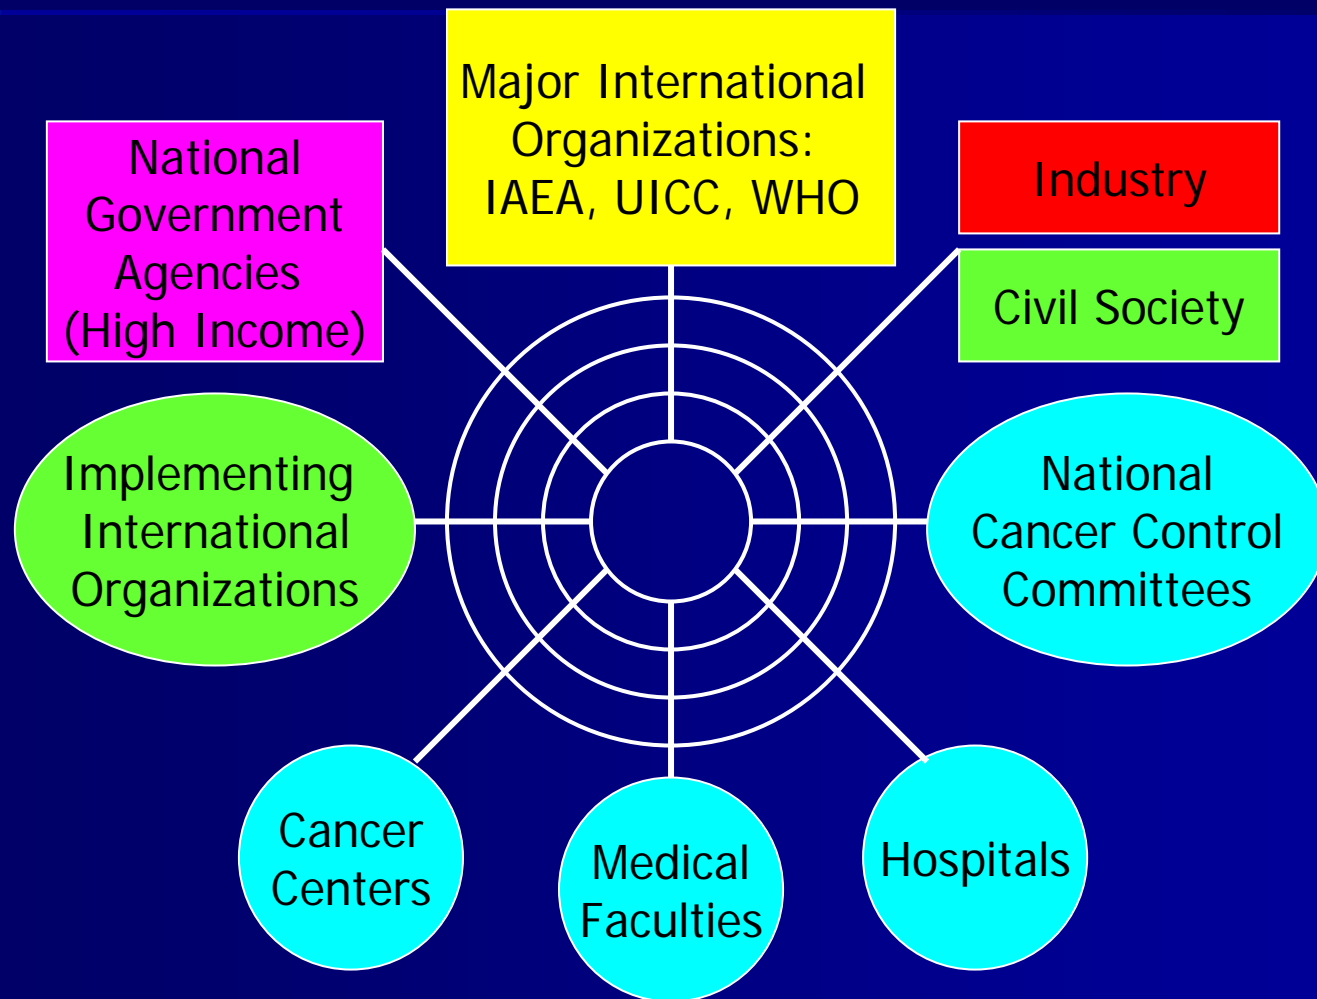 Major International
Organizations:
IAEA, UICC, WHO
National
Government
Agencies
(High Income)
Industry
Civil Society
Implementing
International
Organizations
National
Cancer Control
Committees
Cancer
Centers
Medical
Faculties
Hospitals